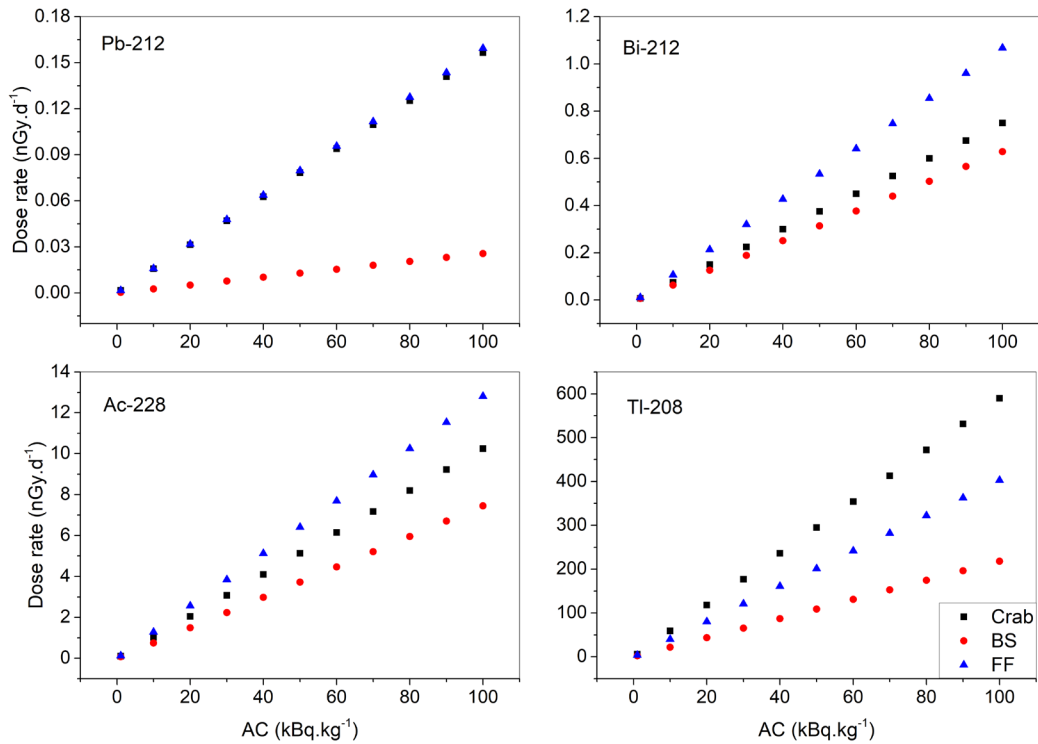 0.18
0.15
0.12
0.09
0.06
0.03
0.00
Dose rate (nGy.d⁻¹)
Pb-212
0 20 40 60 80 100
1.2
1.0
0.8
0.6
0.4
0.2
0.0
Bi-212
0 20 40 60 80 100
14
12
10
8
6
4
2
0
Dose rate (nGy.d⁻¹)
Ac-228
0 20 40 60 80 100
AC (kBq.kg⁻¹)
600
500
400
300
200
100
0
Tl-208
Crab
BS
FF
0 20 40 60 80 100
AC (kBq.kg⁻¹)